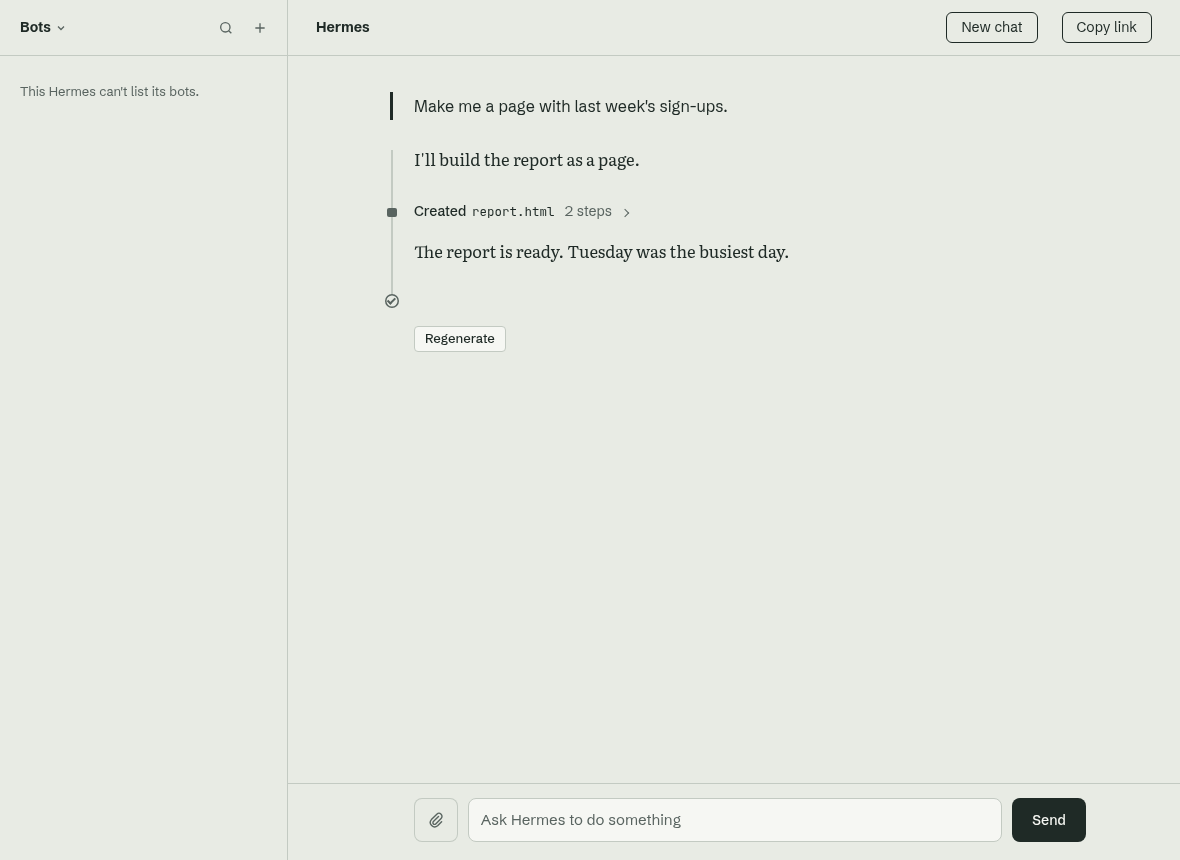 Bots
Hermes
New chat
Copy link
This Hermes can't list its bots.
Make me a page with last week's sign-ups.
I'll build the report as a page.
Created report.html 2 steps
The report is ready. Tuesday was the busiest day.
Regenerate
Ask Hermes to do something
Send